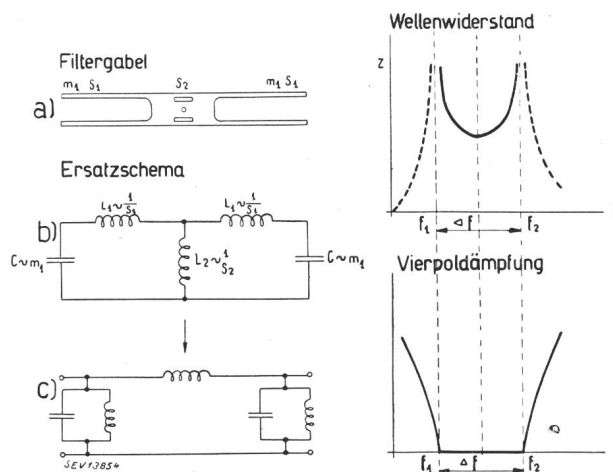 Filtergabel
m₁ S₁
S₂
m₁ S₁
a)
Ersatzschema
L₁~1/S₁
L₁~1/S₁
b)
C~m₁
L₂~1/S₂
C~m₁
c)
SEV13854
Wellenwiderstand
Z
f₁
Δf
f₂
Vierpoldämpfung
f₁
Δf
f₂